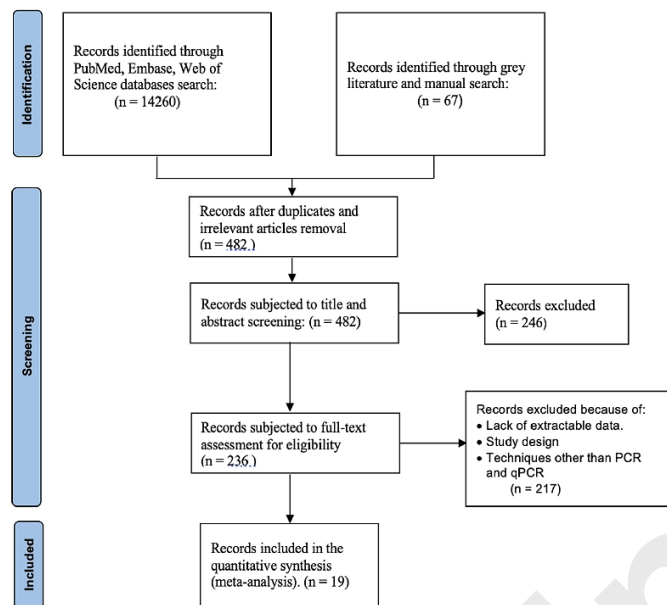 Identification
Records identified through
PubMed, Embase, Web of
Science databases search:
(n = 14260)
Records identified through grey
literature and manual search:
(n = 67)
Screening
Records after duplicates and
irrelevant articles removal
(n = 482.)
Records subjected to title and
abstract screening: (n = 482)
Records excluded
(n = 246)
Records subjected to full-text
assessment for eligibility
(n = 236.)
Records excluded because of:
• Lack of extractable data.
• Study design
• Techniques other than PCR
and qPCR
(n = 217)
Included
Records included in the
quantitative synthesis
(meta-analysis). (n = 19)